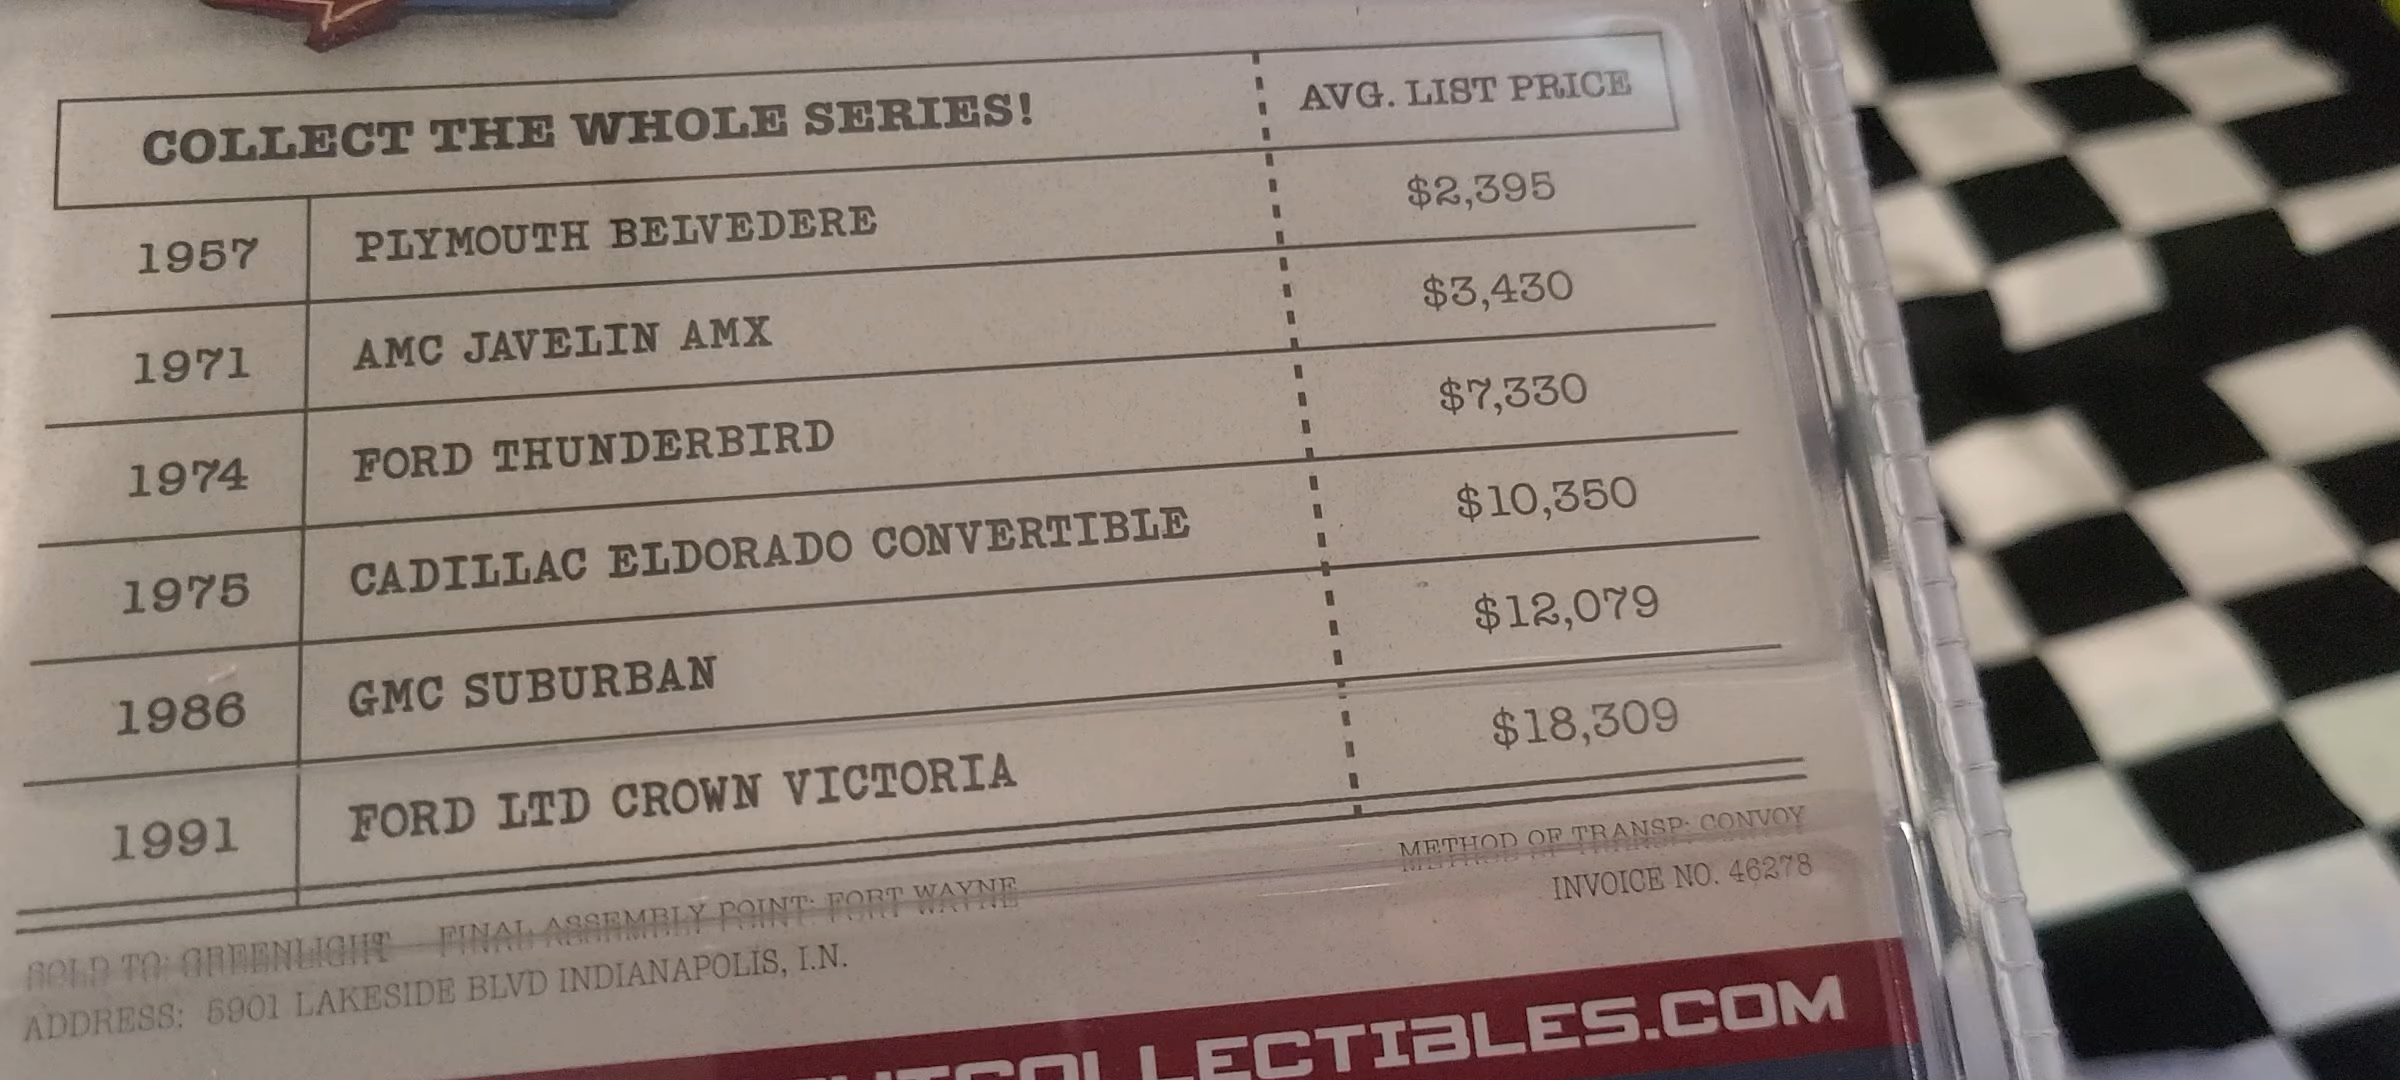 COLLECT THE WHOLE SERIES! AVG. LIST PRICE
1957 PLYMOUTH BELVEDERE $2,395
1971 AMC JAVELIN AMX $3,430
1974 FORD THUNDERBIRD $7,330
1975 CADILLAC ELDORADO CONVERTIBLE $10,350
1986 GMC SUBURBAN $12,079
1991 FORD LTD CROWN VICTORIA $18,309
SOLD TO: GREENLIGHT FINAL ASSEMBLY POINT: FORT WAYNE METHOD OF TRANSP: CONVOY
ADDRESS: 5901 LAKESIDE BLVD INDIANAPOLIS, I.N. INVOICE NO. 46278
COLLECTIBLES.COM